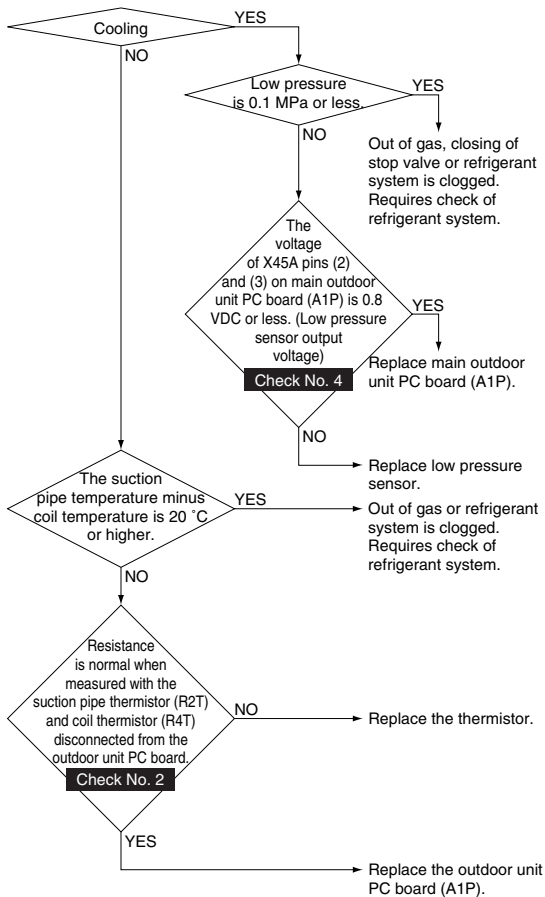 Cooling
YES
NO
Low pressure
is 0.1 MPa or less.
YES
NO
Out of gas, closing of
stop valve or refrigerant
system is clogged.
Requires check of
refrigerant system.
The
voltage
of X45A pins (2)
and (3) on main outdoor
unit PC board (A1P) is 0.8
VDC or less. (Low pressure
sensor output
voltage)
Check No. 4
YES
Replace main outdoor
unit PC board (A1P).
NO
Replace low pressure
sensor.
The suction
pipe temperature minus
coil temperature is 20 ˚C
or higher.
YES
Out of gas or refrigerant
system is clogged.
Requires check of
refrigerant system.
NO
Resistance
is normal when
measured with the
suction pipe thermistor (R2T)
and coil thermistor (R4T)
disconnected from the
outdoor unit PC board.
Check No. 2
NO
Replace the thermistor.
YES
Replace the outdoor unit
PC board (A1P).